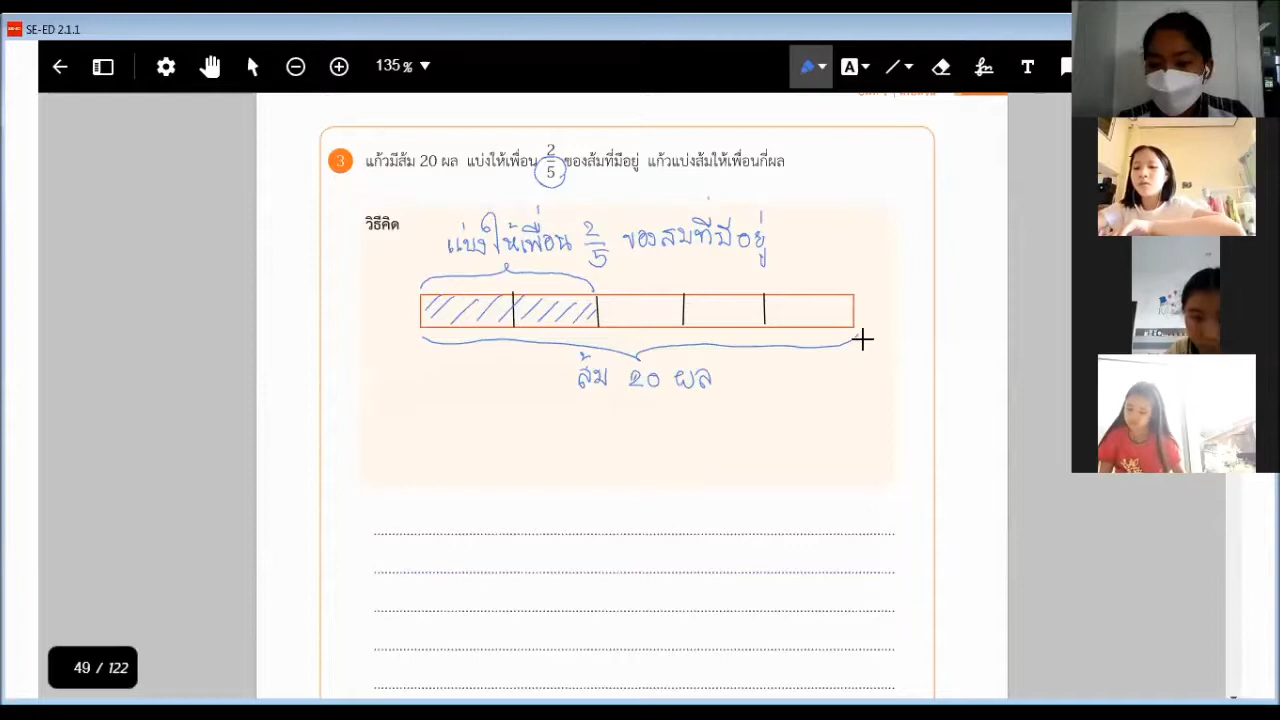 SE-ED 2.1.1
135 %
A
T
3 แก้วมีส้ม 20 ผล แบ่งให้เพื่อน 2/5 ของส้มที่มีอยู่ แก้วแบ่งส้มให้เพื่อนกี่ผล
วิธีคิด
แบ่งให้เพื่อน 2/5 ของสมที่มีอยู่
ส้ม 20 ผล
49 / 122